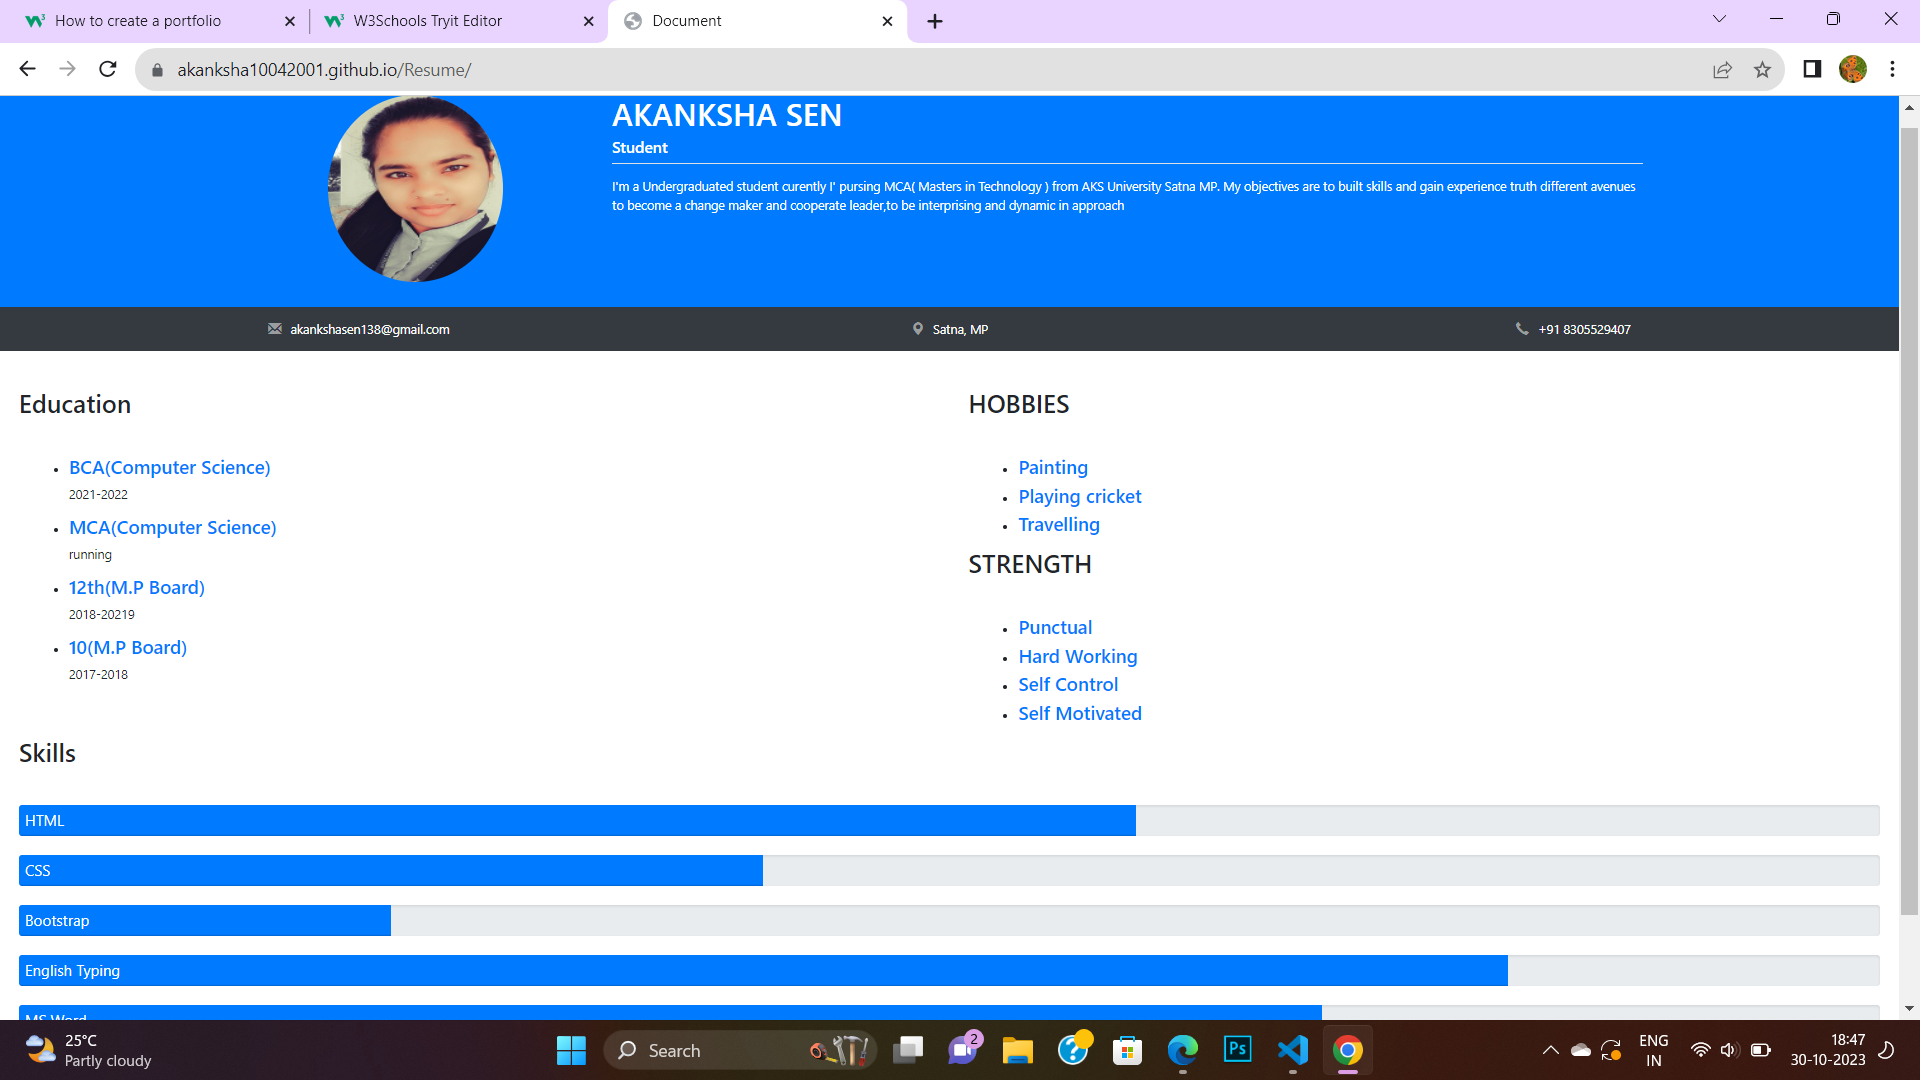 How to create a portfolio
W3Schools Tryit Editor
Document
akanksha10042001.github.io/Resume/
AKANKSHA SEN
Student
I'm a Undergraduated student curently I' pursing MCA( Masters in Technology ) from AKS University Satna MP. My objectives are to built skills and gain experience truth different avenues
to become a change maker and cooperate leader,to be interprising and dynamic in approach
akankshasen138@gmail.com
Satna, MP
+91 8305529407
Education
BCA(Computer Science)
2021-2022
MCA(Computer Science)
running
12th(M.P Board)
2018-20219
10(M.P Board)
2017-2018
HOBBIES
Painting
Playing cricket
Travelling
STRENGTH
Punctual
Hard Working
Self Control
Self Motivated
Skills
HTML
CSS
Bootstrap
English Typing
MS Word
25°C
Partly cloudy
Search
2
Ps
ENG
IN
18:47
30-10-2023